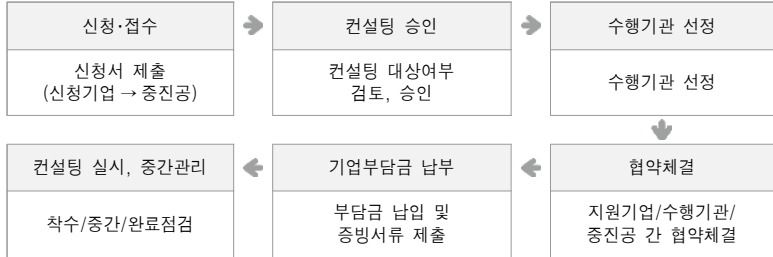 신청·접수
신청서 제출
(신청기업 → 중진공)
컨설팅 승인
컨설팅 대상여부
검토, 승인
수행기관 선정
수행기관 선정
협약체결
지원기업/수행기관/
중진공 간 협약체결
기업부담금 납부
부담금 납입 및
증빙서류 제출
컨설팅 실시, 중간관리
착수/중간/완료점검